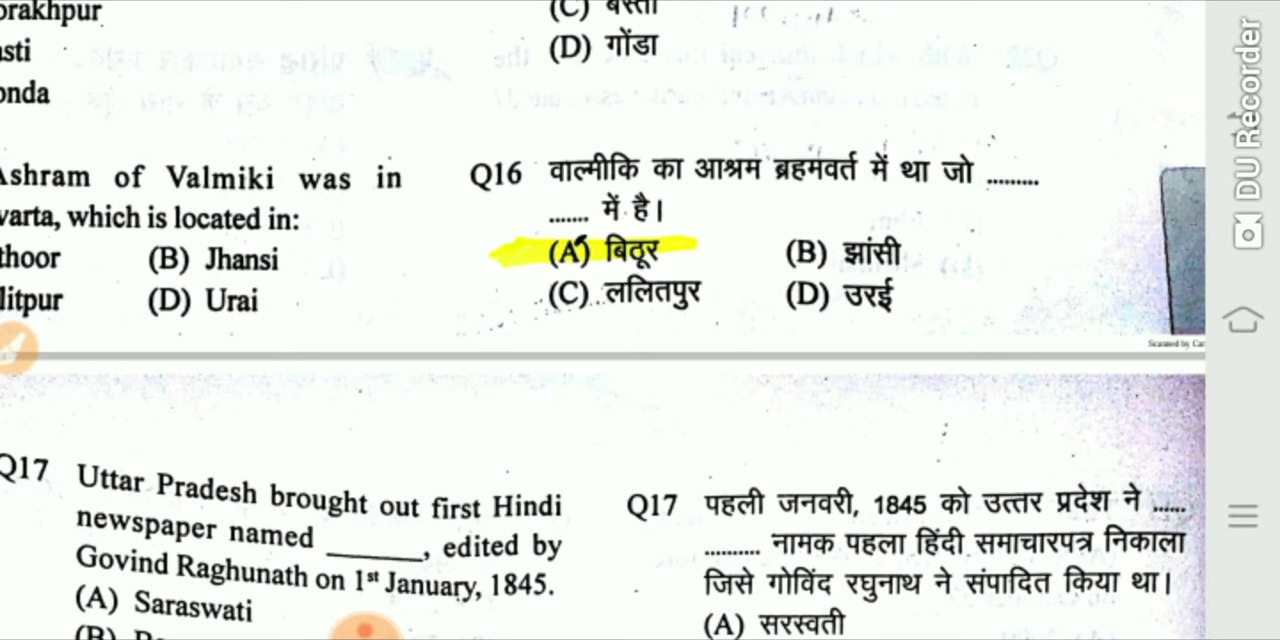 orakhpur
asti
onda
(C) बस्ती
(D) गोंडा
Ashram of Valmiki was in
varta, which is located in:
thoor (B) Jhansi
litpur (D) Urai
Q16 वाल्मीकि का आश्रम ब्रहमवर्त में था जो .........
....... में है।
(A) बिठूर (B) झांसी
(C) ललितपुर (D) उरई
Scanned by Ca
Q17 Uttar Pradesh brought out first Hindi
newspaper named ______, edited by
Govind Raghunath on 1st January, 1845.
(A) Saraswati
(B)
Q17 पहली जनवरी, 1845 को उत्तर प्रदेश ने ......
.......... नामक पहला हिंदी समाचारपत्र निकाला
जिसे गोविंद रघुनाथ ने संपादित किया था।
(A) सरस्वती
DU Recorder